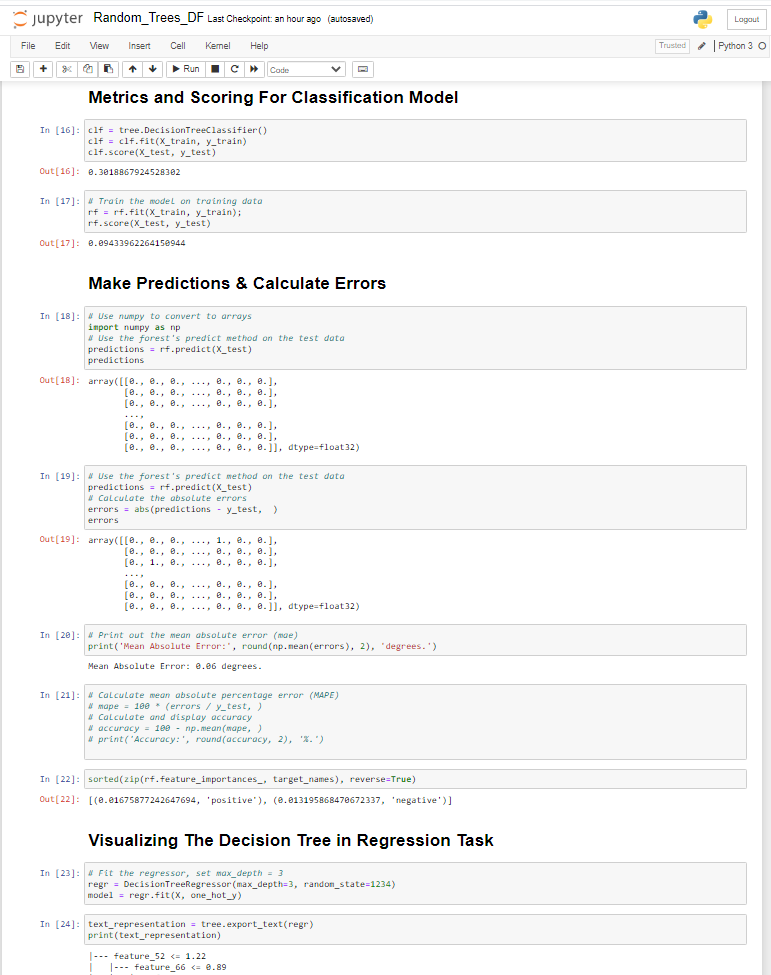 jupyter Random_Trees_DF Last Checkpoint: an hour ago (autosaved)
Logout
File Edit View Insert Cell Kernel Help
Trusted Python 3
Run Code
Metrics and Scoring For Classification Model
In [16]: clf = tree.DecisionTreeClassifier()
clf = clf.fit(X_train, y_train)
clf.score(X_test, y_test)
Out[16]: 0.3018867924528302
In [17]: # Train the model on training data
rf = rf.fit(X_train, y_train);
rf.score(X_test, y_test)
Out[17]: 0.09433962264150944
Make Predictions & Calculate Errors
In [18]: # Use numpy to convert to arrays
import numpy as np
# Use the forest's predict method on the test data
predictions = rf.predict(X_test)
predictions
Out[18]: array([[0., 0., 0., ..., 0., 0., 0.],
[0., 0., 0., ..., 0., 0., 0.],
[0., 0., 0., ..., 0., 0., 0.],
...,
[0., 0., 0., ..., 0., 0., 0.],
[0., 0., 0., ..., 0., 0., 0.],
[0., 0., 0., ..., 0., 0., 0.]], dtype=float32)
In [19]: # Use the forest's predict method on the test data
predictions = rf.predict(X_test)
# Calculate the absolute errors
errors = abs(predictions - y_test, )
errors
Out[19]: array([[0., 0., 0., ..., 1., 0., 0.],
[0., 0., 0., ..., 0., 0., 0.],
[0., 1., 0., ..., 0., 0., 0.],
...,
[0., 0., 0., ..., 0., 0., 0.],
[0., 0., 0., ..., 0., 0., 0.],
[0., 0., 0., ..., 0., 0., 0.]], dtype=float32)
In [20]: # Print out the mean absolute error (mae)
print('Mean Absolute Error:', round(np.mean(errors), 2), 'degrees.')
Mean Absolute Error: 0.06 degrees.
In [21]: # Calculate mean absolute percentage error (MAPE)
# mape = 100 * (errors / y_test, )
# Calculate and display accuracy
# accuracy = 100 - np.mean(mape, )
# print('Accuracy:', round(accuracy, 2), '%.')
In [22]: sorted(zip(rf.feature_importances_, target_names), reverse=True)
Out[22]: [(0.01675877242647694, 'positive'), (0.013195868470672337, 'negative')]
Visualizing The Decision Tree in Regression Task
In [23]: # Fit the regressor, set max_depth = 3
regr = DecisionTreeRegressor(max_depth=3, random_state=1234)
model = regr.fit(X, one_hot_y)
In [24]: text_representation = tree.export_text(regr)
print(text_representation)
|--- feature_52 <= 1.22
| |--- feature_66 <= 0.89